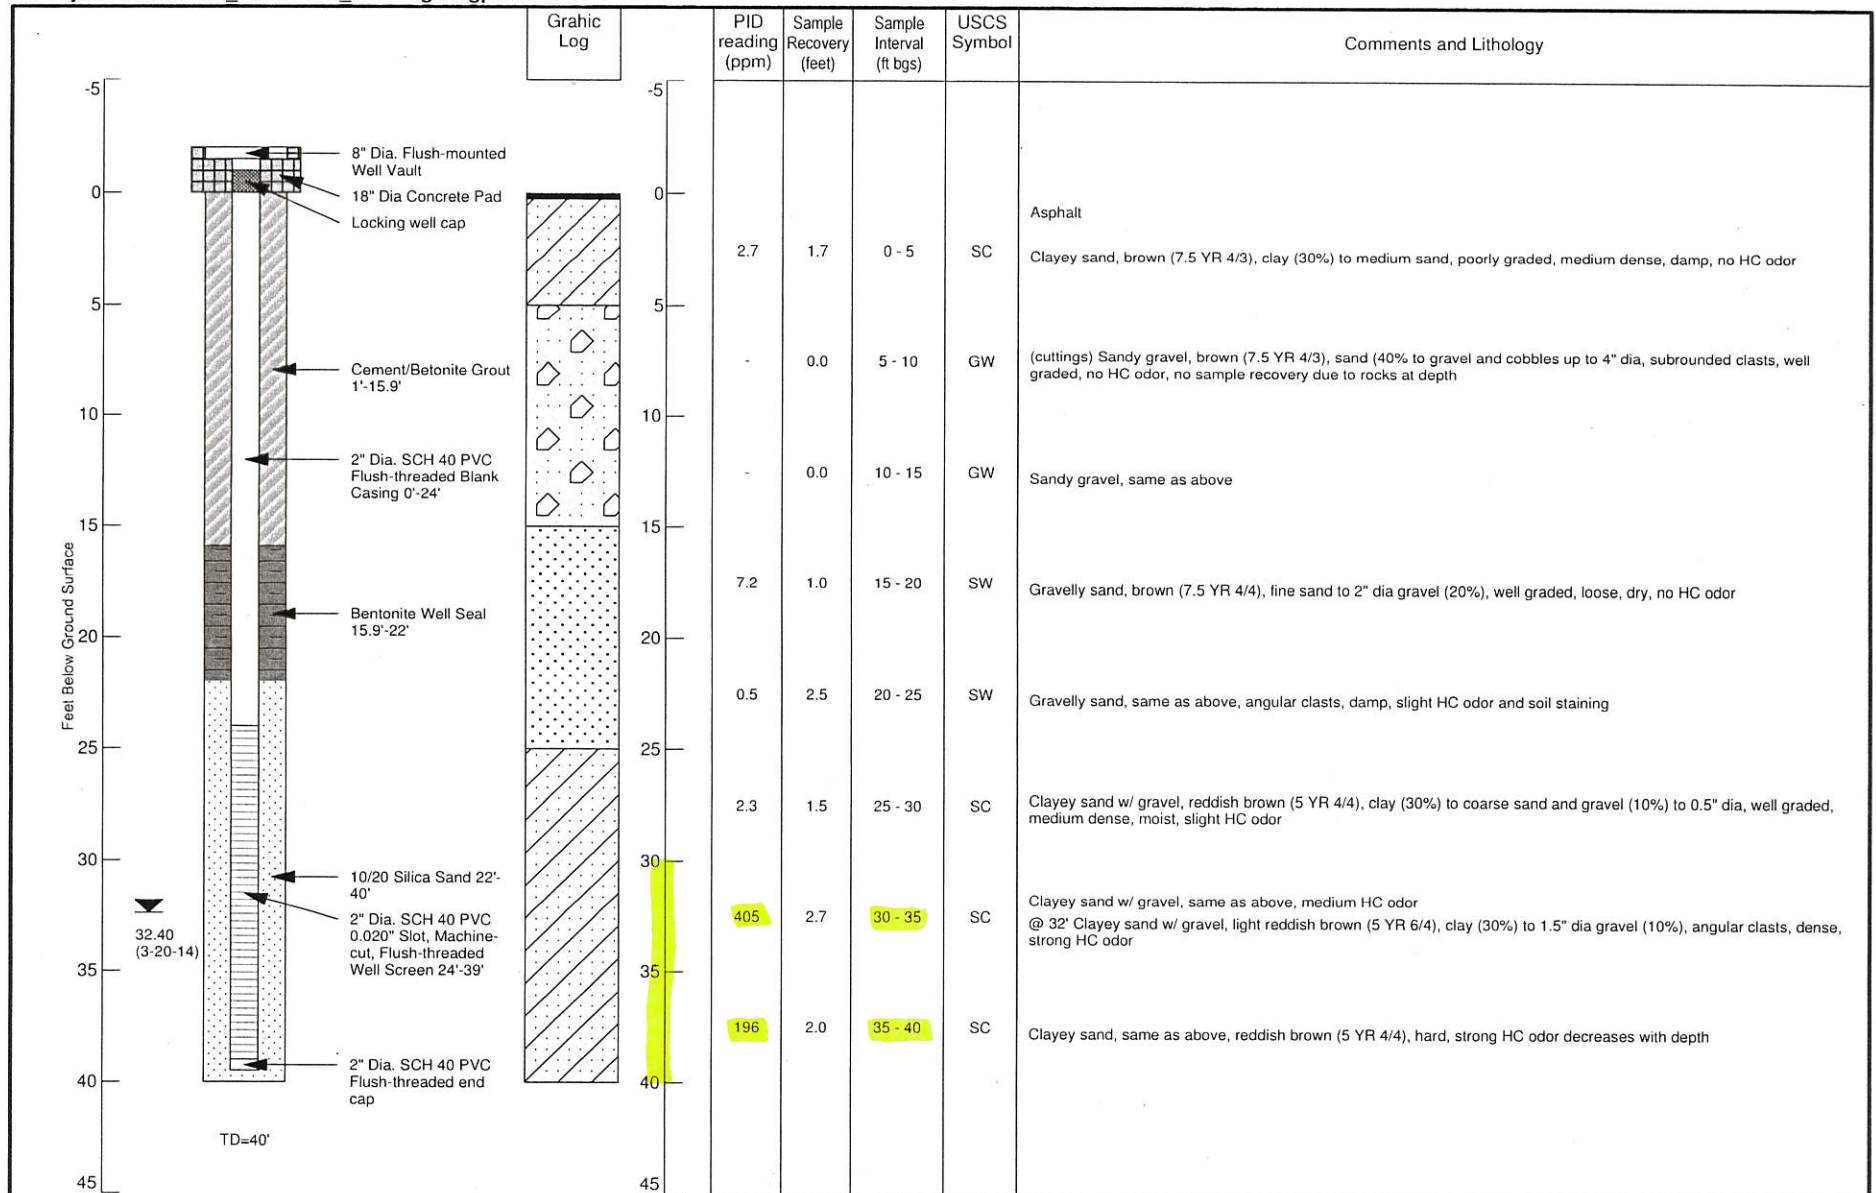 Grahic
Log
PID
reading
(ppm)
Sample
Recovery
(feet)
Sample
Interval
(ft bgs)
USCS
Symbol
Comments and Lithology
-5
0
5
10
15
20
25
30
35
40
45
Feet Below Ground Surface
8" Dia. Flush-mounted
Well Vault
18" Dia Concrete Pad
Locking well cap
Cement/Betonite Grout
1'-15.9'
2" Dia. SCH 40 PVC
Flush-threaded Blank
Casing 0'-24'
Bentonite Well Seal
15.9'-22'
10/20 Silica Sand 22'-
40'
2" Dia. SCH 40 PVC
0.020" Slot, Machine-
cut, Flush-threaded
Well Screen 24'-39'
2" Dia. SCH 40 PVC
Flush-threaded end
cap
32.40
(3-20-14)
TD=40'
-5
0
5
10
15
20
25
30
35
40
45
Asphalt
2.7 1.7 0 - 5 SC Clayey sand, brown (7.5 YR 4/3), clay (30%) to medium sand, poorly graded, medium dense, damp, no HC odor
- 0.0 5 - 10 GW (cuttings) Sandy gravel, brown (7.5 YR 4/3), sand (40% to gravel and cobbles up to 4" dia, subrounded clasts, well
graded, no HC odor, no sample recovery due to rocks at depth
- 0.0 10 - 15 GW Sandy gravel, same as above
7.2 1.0 15 - 20 SW Gravelly sand, brown (7.5 YR 4/4), fine sand to 2" dia gravel (20%), well graded, loose, dry, no HC odor
0.5 2.5 20 - 25 SW Gravelly sand, same as above, angular clasts, damp, slight HC odor and soil staining
2.3 1.5 25 - 30 SC Clayey sand w/ gravel, reddish brown (5 YR 4/4), clay (30%) to coarse sand and gravel (10%) to 0.5" dia, well graded,
medium dense, moist, slight HC odor
Clayey sand w/ gravel, same as above, medium HC odor
405 2.7 30 - 35 SC @ 32' Clayey sand w/ gravel, light reddish brown (5 YR 6/4), clay (30%) to 1.5" dia gravel (10%), angular clasts, dense,
strong HC odor
196 2.0 35 - 40 SC Clayey sand, same as above, reddish brown (5 YR 4/4), hard, strong HC odor decreases with depth